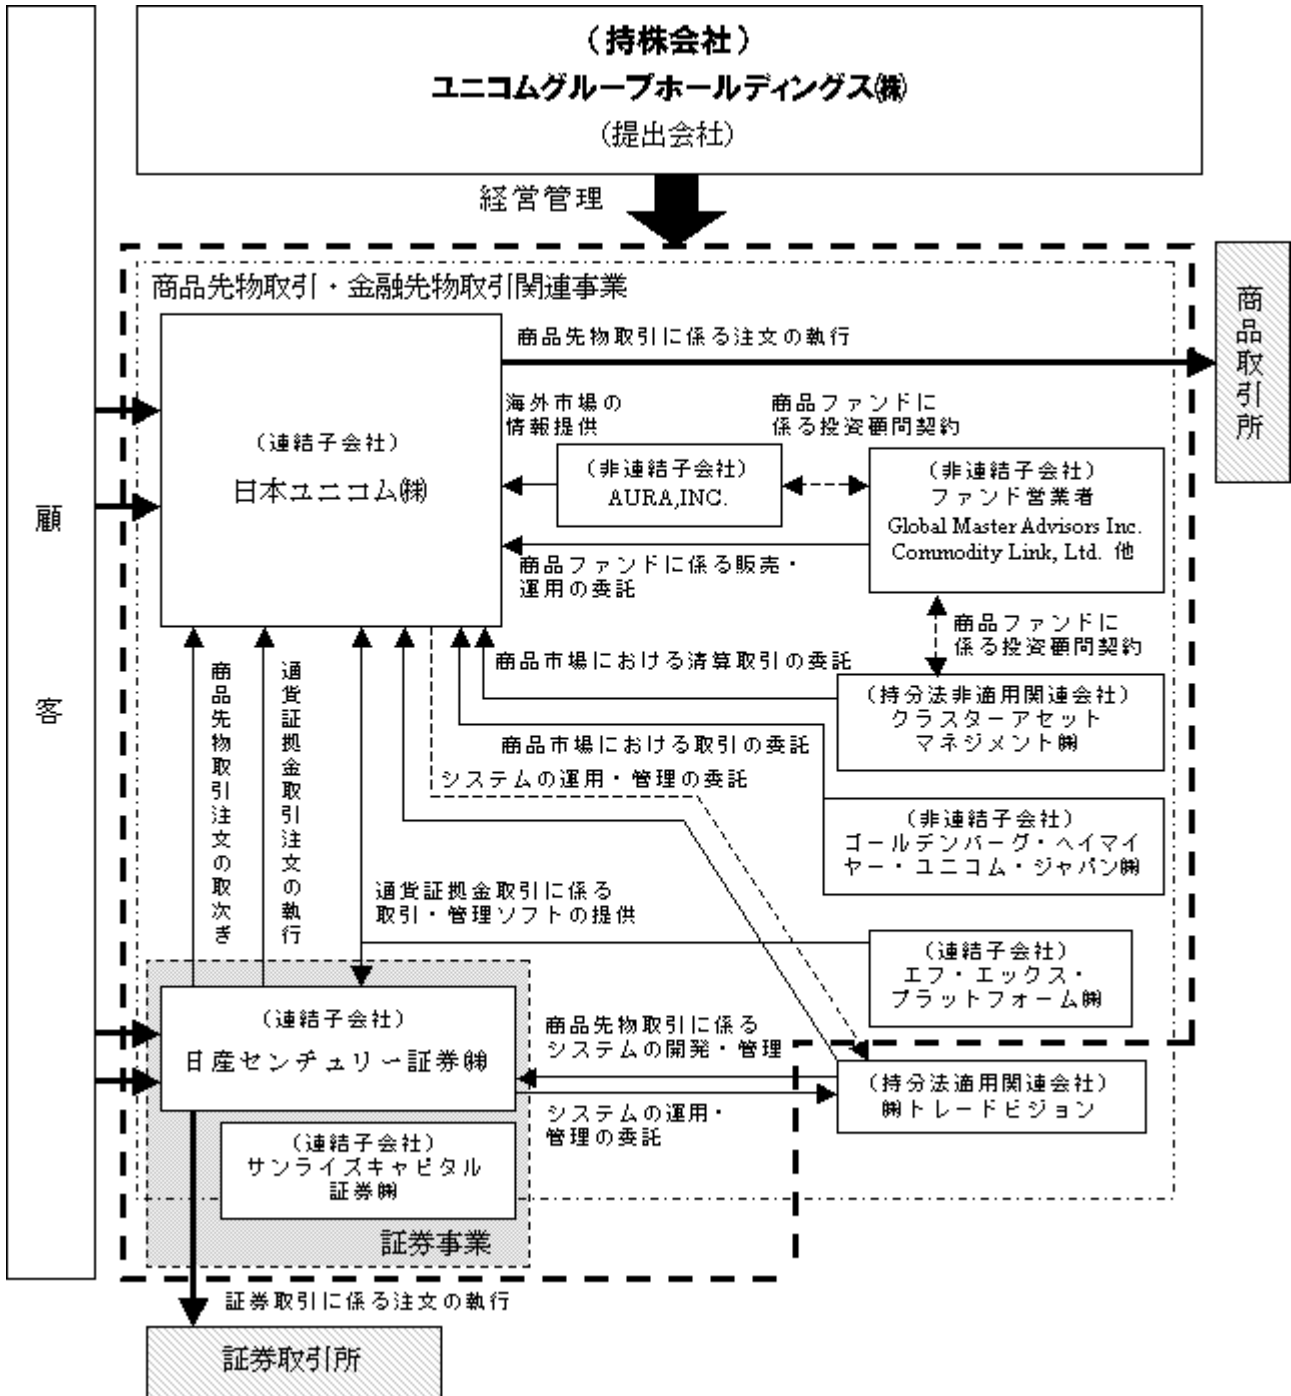 （持株会社）
ユニコムグループホールディングス㈱
（提出会社）
経営管理
顧客
商品取引所
商品先物取引・金融先物取引関連事業
商品先物取引に係る注文の執行
（連結子会社）
日本ユニコム㈱
海外市場の
情報提供
商品ファンドに
係る投資顧問契約
（非連結子会社）
AURA,INC.
（非連結子会社）
ファンド営業者
Global Master Advisors Inc.
Commodity Link, Ltd. 他
商品ファンドに係る販売・
運用の委託
商品ファンドに
係る投資顧問契約
商品市場における清算取引の委託
（持分法非適用関連会社）
クラスターアセット
マネジメント㈱
商品市場における取引の委託
システムの運用・管理の委託
（非連結子会社）
ゴールデンバーグ・ヘイマイ
ヤー・ユニコム・ジャパン㈱
商品先物取引注文の取次ぎ
通貨証拠金取引注文の執行
通貨証拠金取引に係る
取引・管理ソフトの提供
（連結子会社）
エフ・エックス・
プラットフォーム㈱
（連結子会社）
日産センチュリー証券㈱
商品先物取引に係る
システムの開発・管理
（持分法適用関連会社）
㈱トレードビジョン
システムの運用・
管理の委託
（連結子会社）
サンライズキャピタル
証券㈱
証券事業
証券取引に係る注文の執行
証券取引所